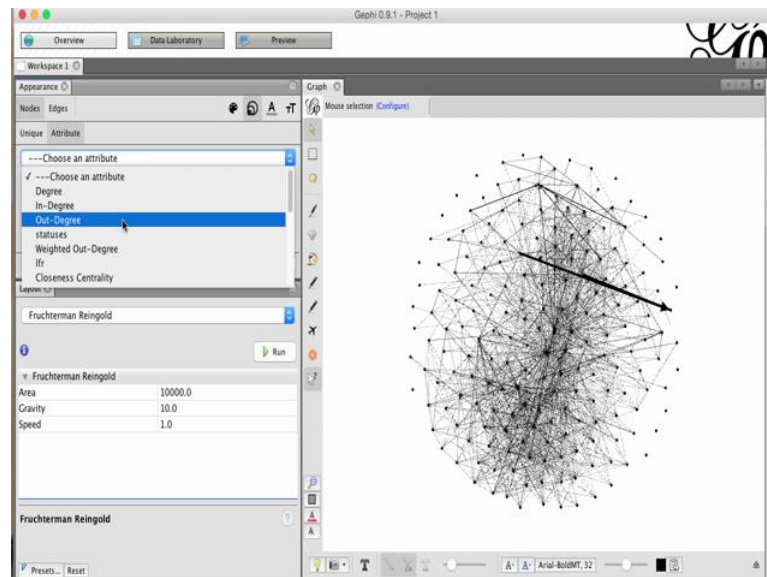 Gephi 0.9.1 - Project 1
Overview
Data Laboratory
Preview
Workspace 1
Appearance
Nodes Edges
Unique Attribute
---Choose an attribute
✓ ---Choose an attribute
Degree
In-Degree
Out-Degree
statuses
Weighted Out-Degree
lfr
Closeness Centrality
Layout
Fruchterman Reingold
Run
Fruchterman Reingold
Area 10000.0
Gravity 10.0
Speed 1.0
Fruchterman Reingold
Presets... Reset
Graph
Mouse selection (Configure)
T
A- A- Arial-BoldMT, 32